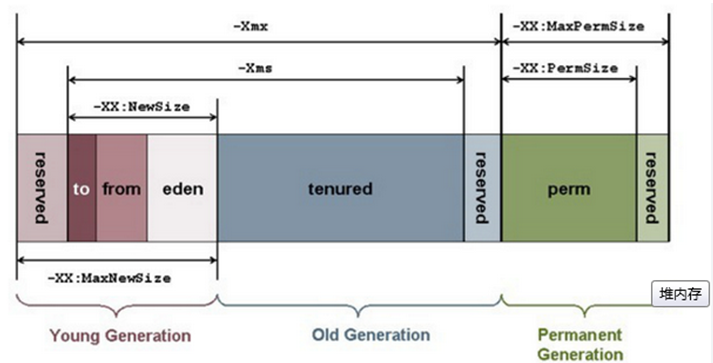 -Xmx
-XX:MaxPermSize
-Xms
-XX:PermSize
-XX:NewSize
reserved
to
from
eden
tenured
reserved
perm
reserved
-XX:MaxNewSize
堆内存
Young Generation
Old Generation
Permanent
Generation